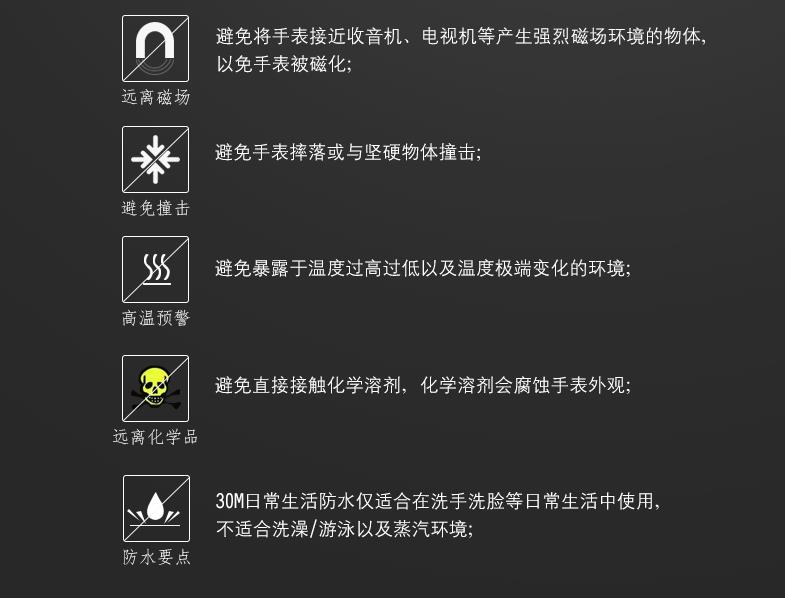 避免将手表接近收音机、电视机等产生强烈磁场环境的物体,
以免手表被磁化;
远离磁场
避免手表摔落或与坚硬物体撞击;
避免撞击
避免暴露于温度过高过低以及温度极端变化的环境;
高温预警
避免直接接触化学溶剂, 化学溶剂会腐蚀手表外观;
远离化学品
30M日常生活防水仅适合在洗手洗脸等日常生活中使用,
不适合洗澡/游泳以及蒸汽环境;
防水要点